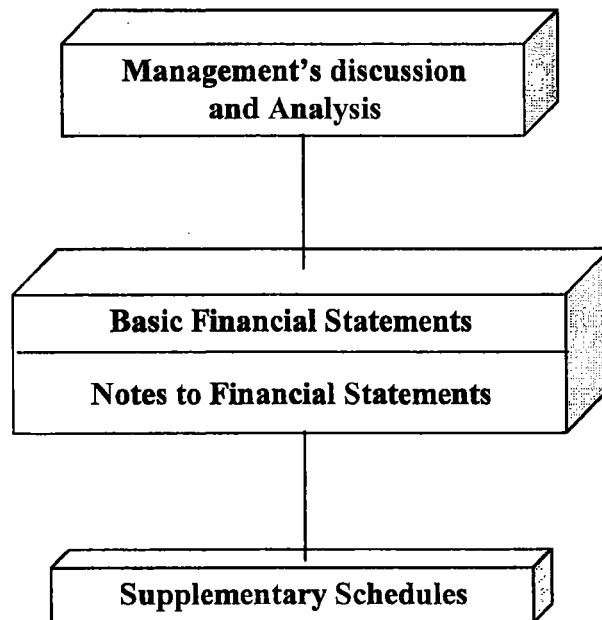 Management's discussion
and Analysis
Basic Financial Statements
Notes to Financial Statements
Supplementary Schedules